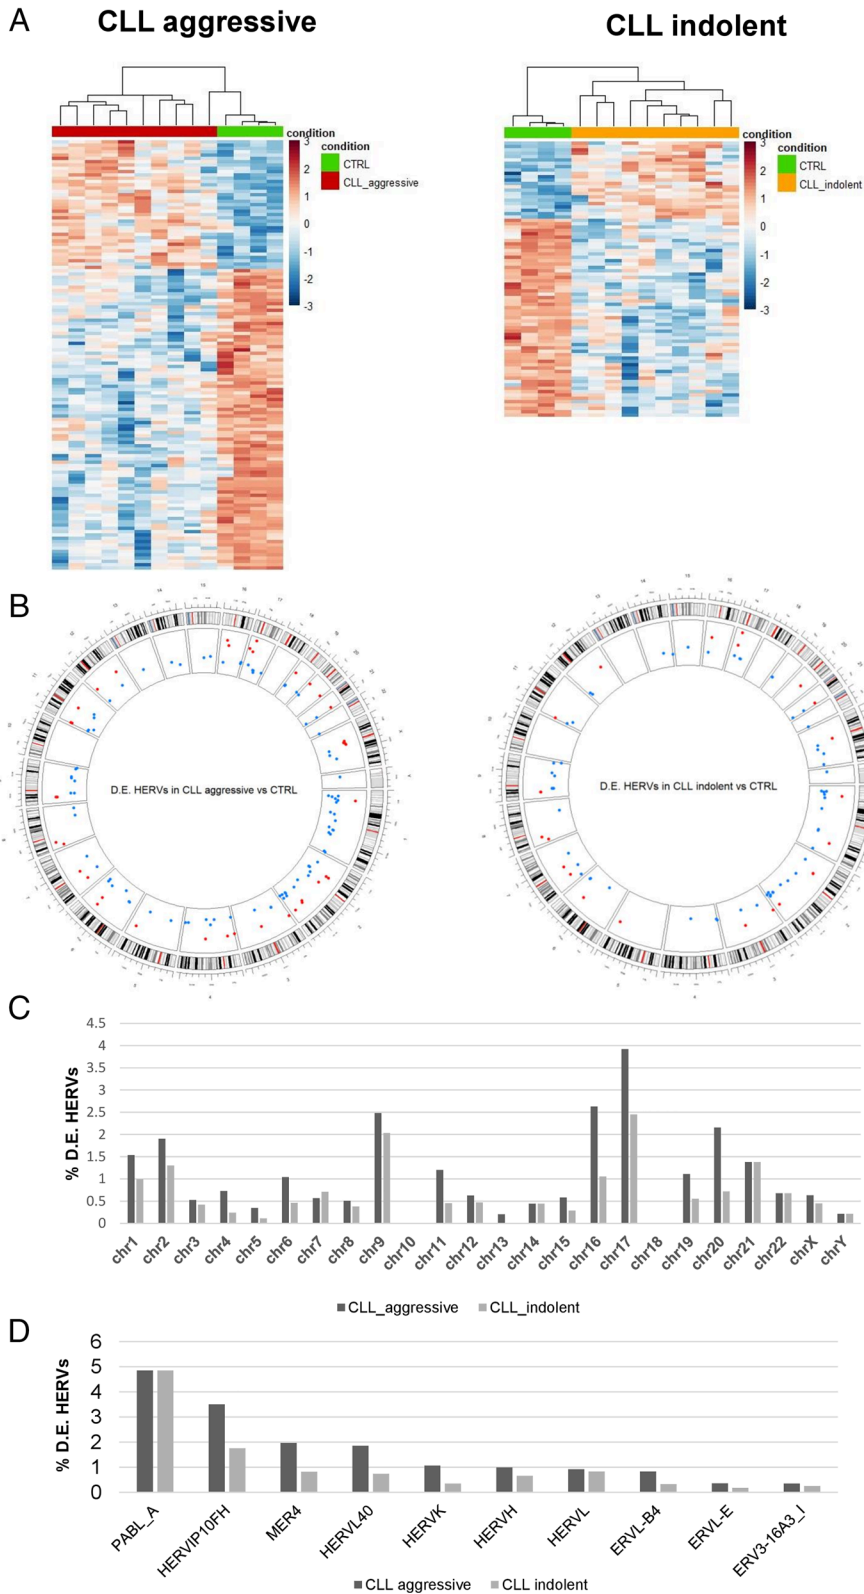 A
CLL aggressive
CLL indolent
condition
3
2
1
0
-1
-2
-3
condition
CTRL
CLL_aggressive
condition
3
2
1
0
-1
-2
-3
condition
CTRL
CLL_indolent
B
D.E. HERVs in CLL aggressive vs CTRL
D.E. HERVs in CLL indolent vs CTRL
C
% D.E. HERVs
4.5
4
3.5
3
2.5
2
1.5
1
0.5
0
chr1
chr2
chr3
chr4
chr5
chr6
chr7
chr8
chr9
chr10
chr11
chr12
chr13
chr14
chr15
chr16
chr17
chr18
chr19
chr20
chr21
chr22
chrX
chrY
CLL_aggressive
CLL_indolent
D
% D.E. HERVs
6
5
4
3
2
1
0
PABL_A
HERVIP10FH
MER4
HERVL40
HERVK
HERVH
HERVL
ERVL-B4
ERVL-E
ERV3-16A3_I
CLL aggressive
CLL indolent